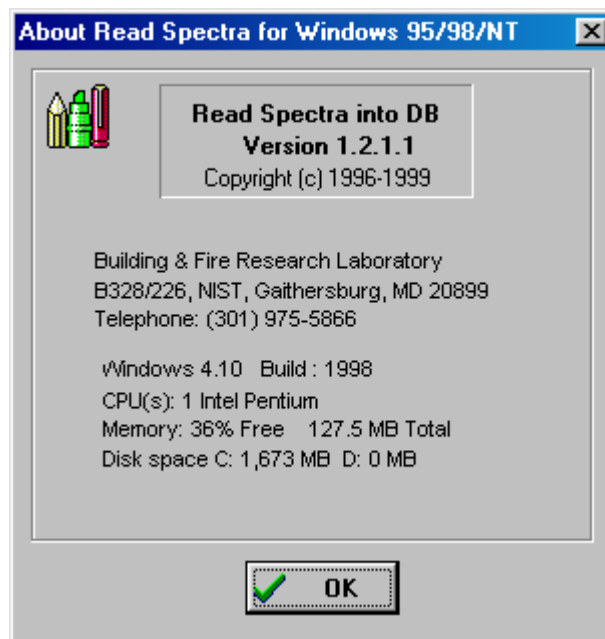 About Read Spectra for Windows 95/98/NT
Read Spectra into DB
Version 1.2.1.1
Copyright (c) 1996-1999
Building & Fire Research Laboratory
B328/226, NIST, Gaithersburg, MD 20899
Telephone: (301) 975-5866
Windows 4.10 Build : 1998
CPU(s): 1 Intel Pentium
Memory: 36% Free 127.5 MB Total
Disk space C: 1,673 MB D: 0 MB
OK